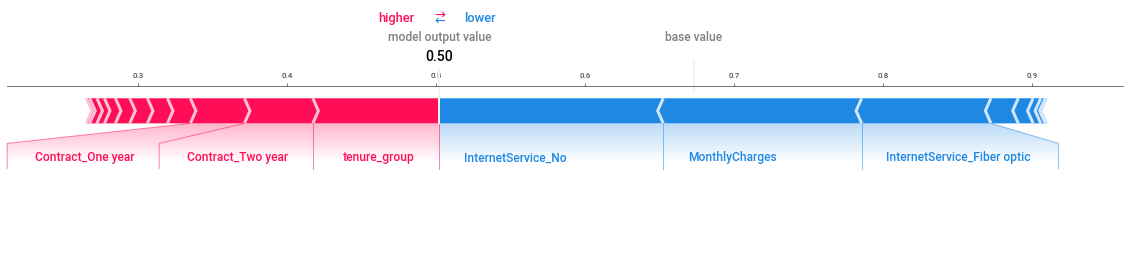 higher ⇄ lower
model output value base value
0.50
0.3 0.4 0.6 0.7 0.8 0.9
Contract_One year Contract_Two year tenure_group InternetService_No MonthlyCharges InternetService_Fiber optic